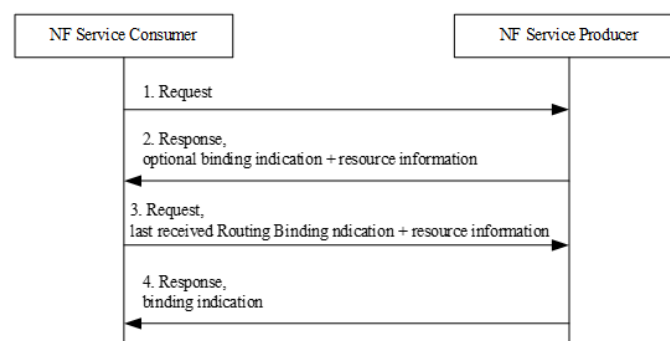 NF Service Consumer
NF Service Producer
1. Request
2. Response,
optional binding indication + resource information
3. Request,
last received Routing Binding ndication + resource information
4. Response,
binding indication